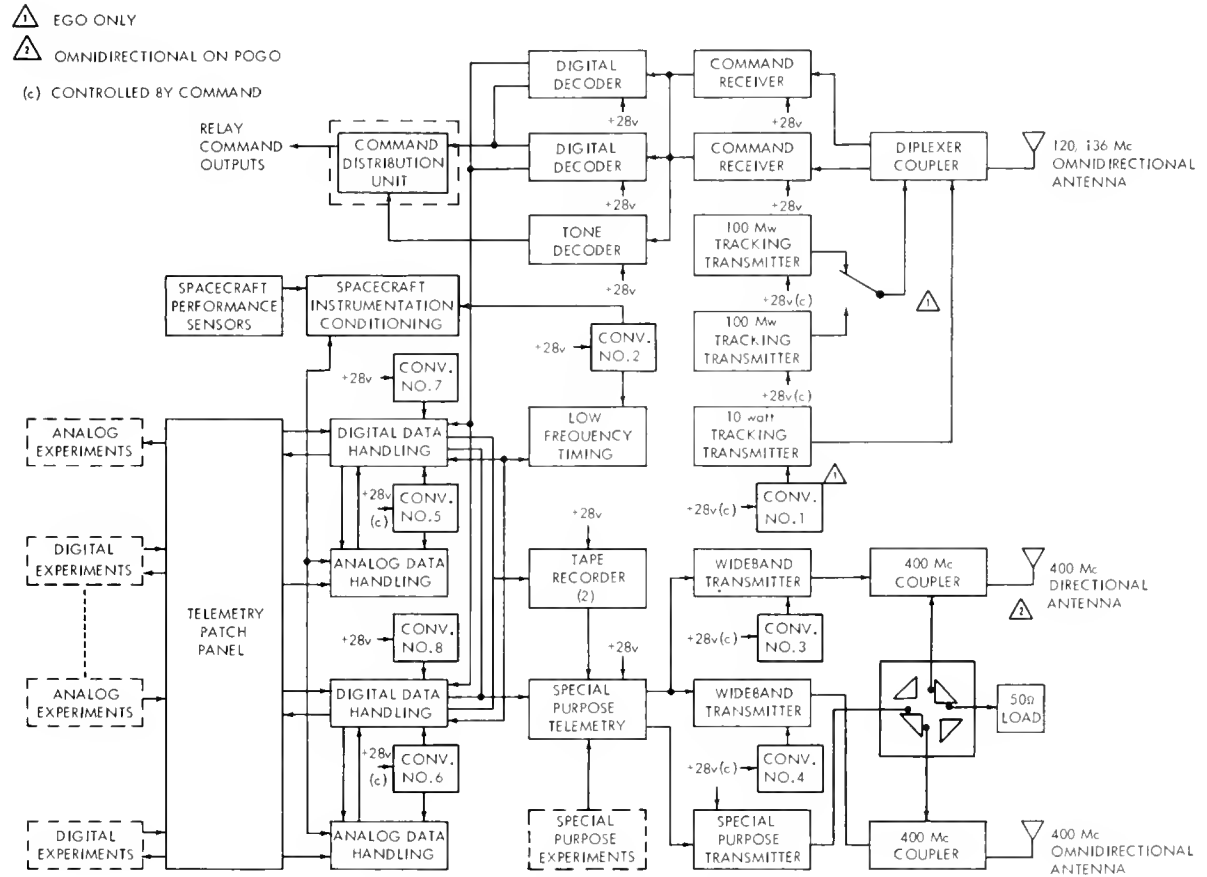 1 EGO ONLY
2 OMNIDIRECTIONAL ON POGO
(c) CONTROLLED 8Y COMMAND
RELAY
COMMAND
OUTPUTS
COMMAND
DISTRIBUTION
UNIT
DIGITAL
DECODER
+28v
COMMAND
RECEIVER
+28v
DIGITAL
DECODER
+28v
COMMAND
RECEIVER
+28v
DIPLEXER
COUPLER
120, 136 Mc
OMNIDIRECTIONAL
ANTENNA
TONE
DECODER
+28v
100 Mw
TRACKING
TRANSMITTER
+28v(c)
1
100 Mw
TRACKING
TRANSMITTER
+28v(c)
SPACECRAFT
PERFORMANCE
SENSORS
SPACECRAFT
INSTRUMENTATION
CONDITIONING
+28v
CONV.
NO.2
+28v
CONV.
NO.7
LOW
FREQUENCY
TIMING
10 watt
TRACKING
TRANSMITTER
1
+28v(c)
CONV.
NO.1
ANALOG
EXPERIMENTS
DIGITAL DATA
HANDLING
+28v
(c)
CONV.
NO.5
DIGITAL
EXPERIMENTS
ANALOG DATA
HANDLING
+28v
TAPE
RECORDER
(2)
WIDEBAND
TRANSMITTER
400 Mc
COUPLER
400 Mc
DIRECTIONAL
ANTENNA
2
TELEMETRY
PATCH
PANEL
+28v
CONV.
NO.8
+28v(c)
CONV.
NO.3
ANALOG
EXPERIMENTS
DIGITAL DATA
HANDLING
+28v
SPECIAL
PURPOSE
TELEMETRY
WIDEBAND
TRANSMITTER
50Ω
LOAD
+28v
(c)
CONV.
NO.6
+28v(c)
CONV.
NO.4
DIGITAL
EXPERIMENTS
ANALOG DATA
HANDLING
SPECIAL
PURPOSE
EXPERIMENTS
SPECIAL
PURPOSE
TRANSMITTER
400 Mc
COUPLER
400 Mc
OMNIDIRECTIONAL
ANTENNA